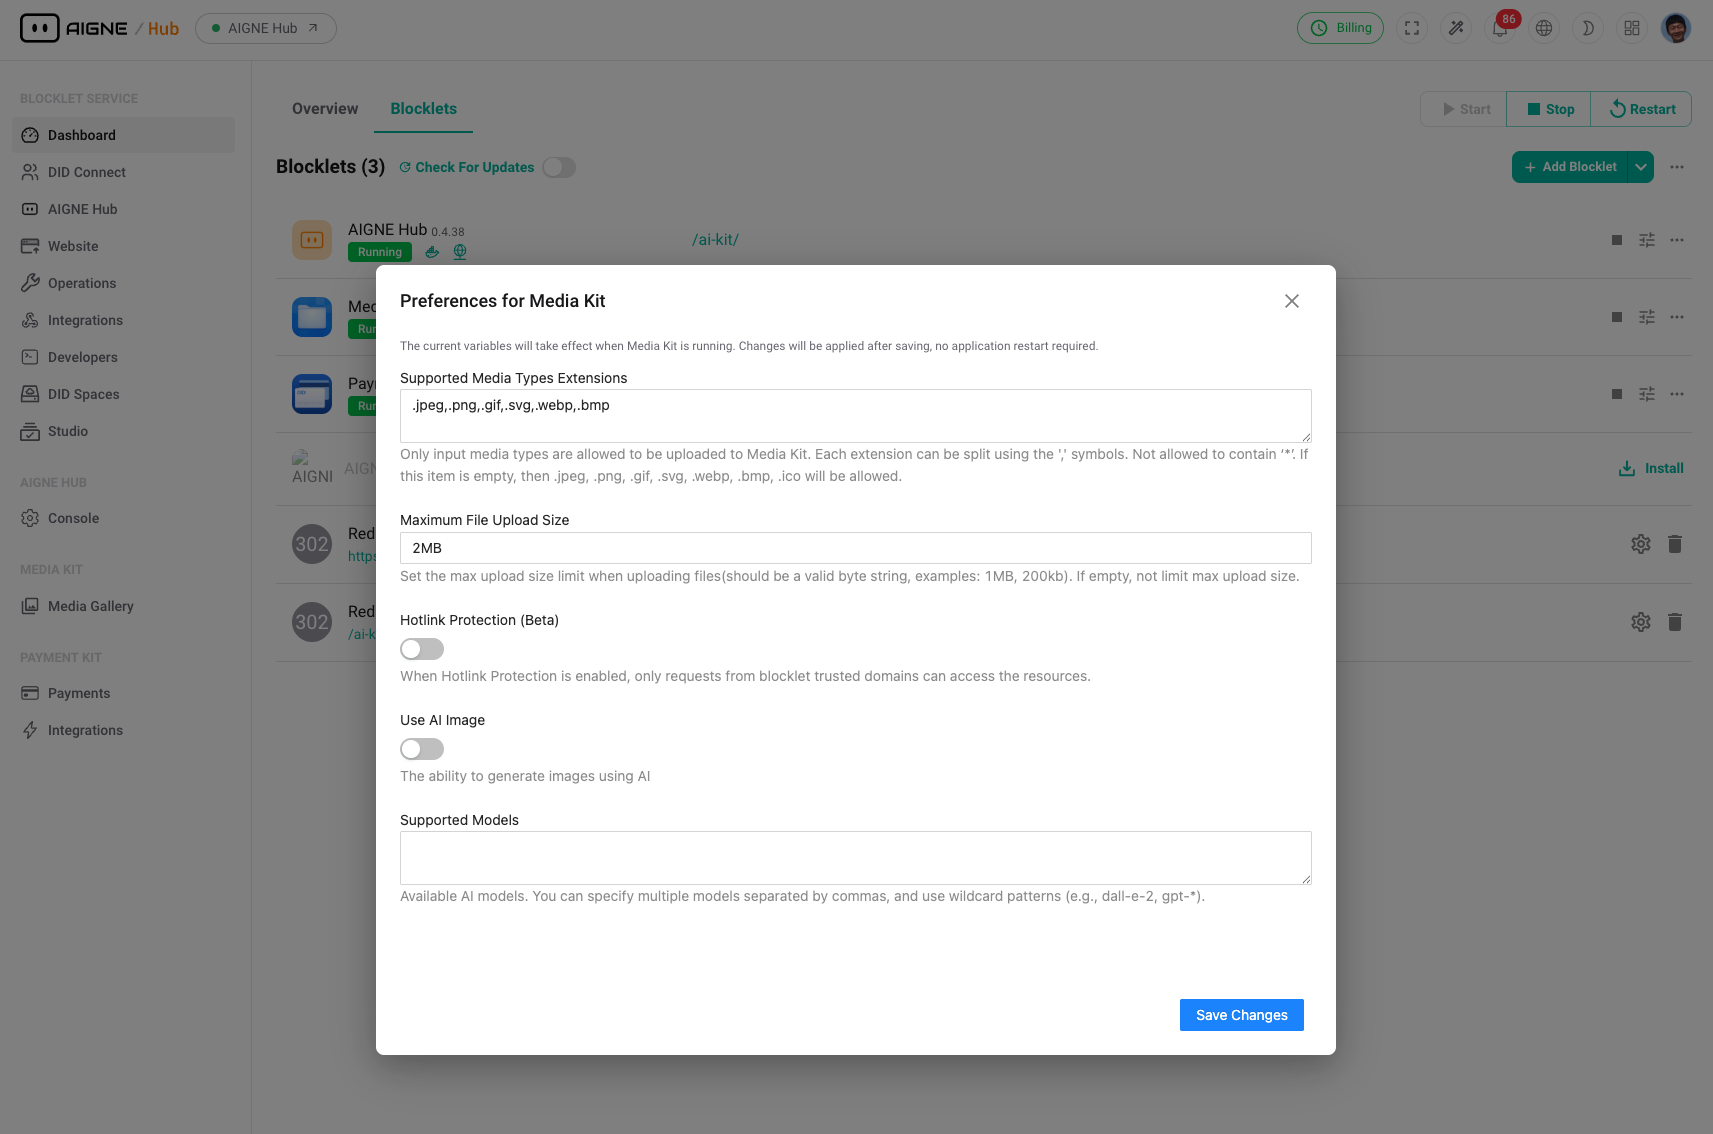 AIGNE / Hub
AIGNE Hub
Billing
86
BLOCKLET SERVICE
Dashboard
DID Connect
AIGNE Hub
Website
Operations
Integrations
Developers
DID Spaces
Studio
AIGNE HUB
Console
MEDIA KIT
Media Gallery
PAYMENT KIT
Payments
Integrations
Overview
Blocklets
Start
Stop
Restart
Blocklets (3)
Check For Updates
Add Blocklet
AIGNE Hub 0.4.38
Running
/ai-kit/
Med
Run
Pay
Run
AIGNI
AIGN
Install
302
Red
https
302
Red
/ai-k
Preferences for Media Kit
The current variables will take effect when Media Kit is running. Changes will be applied after saving, no application restart required.
Supported Media Types Extensions
.jpeg,.png,.gif,.svg,.webp,.bmp
Only input media types are allowed to be uploaded to Media Kit. Each extension can be split using the ',' symbols. Not allowed to contain '*'. If
this item is empty, then .jpeg, .png, .gif, .svg, .webp, .bmp, .ico will be allowed.
Maximum File Upload Size
2MB
Set the max upload size limit when uploading files(should be a valid byte string, examples: 1MB, 200kb). If empty, not limit max upload size.
Hotlink Protection (Beta)
When Hotlink Protection is enabled, only requests from blocklet trusted domains can access the resources.
Use AI Image
The ability to generate images using AI
Supported Models
Available AI models. You can specify multiple models separated by commas, and use wildcard patterns (e.g., dall-e-2, gpt-*).
Save Changes